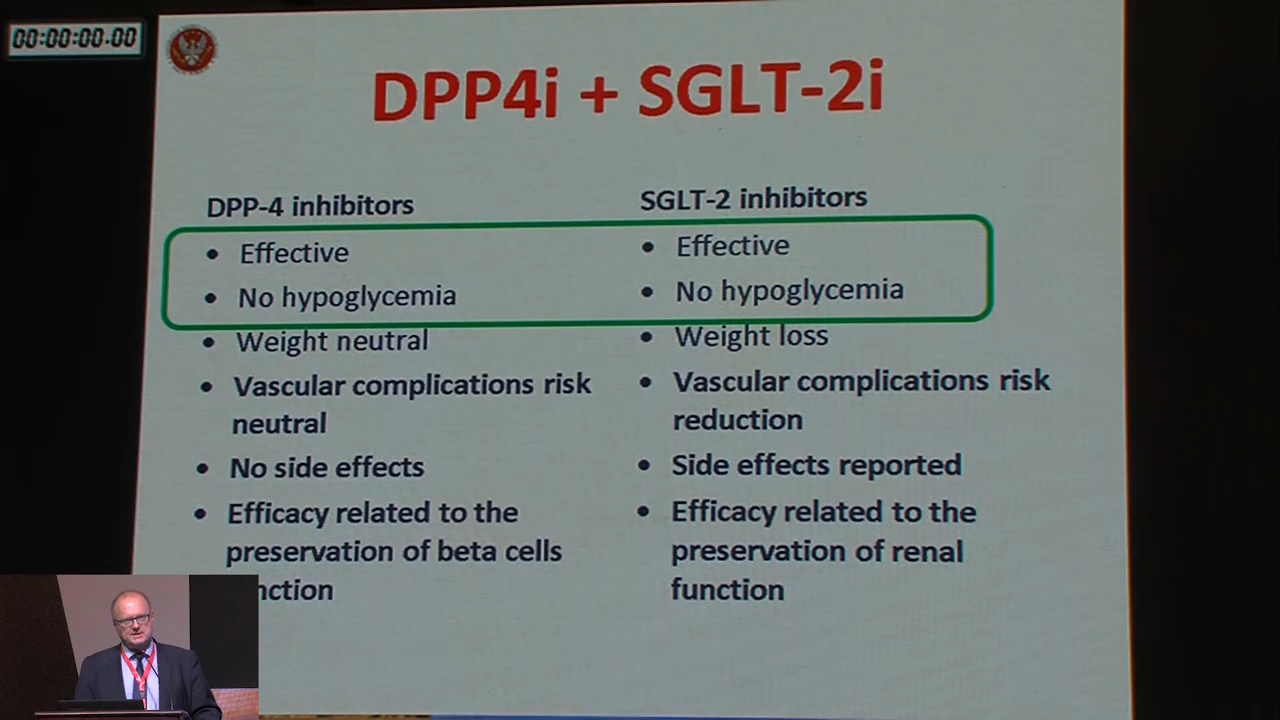 00:00:00.00
DPP4i + SGLT-2i
DPP-4 inhibitors
• Effective
• No hypoglycemia
• Weight neutral
• Vascular complications risk
neutral
• No side effects
• Efficacy related to the
preservation of beta cells
nction
SGLT-2 inhibitors
• Effective
• No hypoglycemia
• Weight loss
• Vascular complications risk
reduction
• Side effects reported
• Efficacy related to the
preservation of renal
function